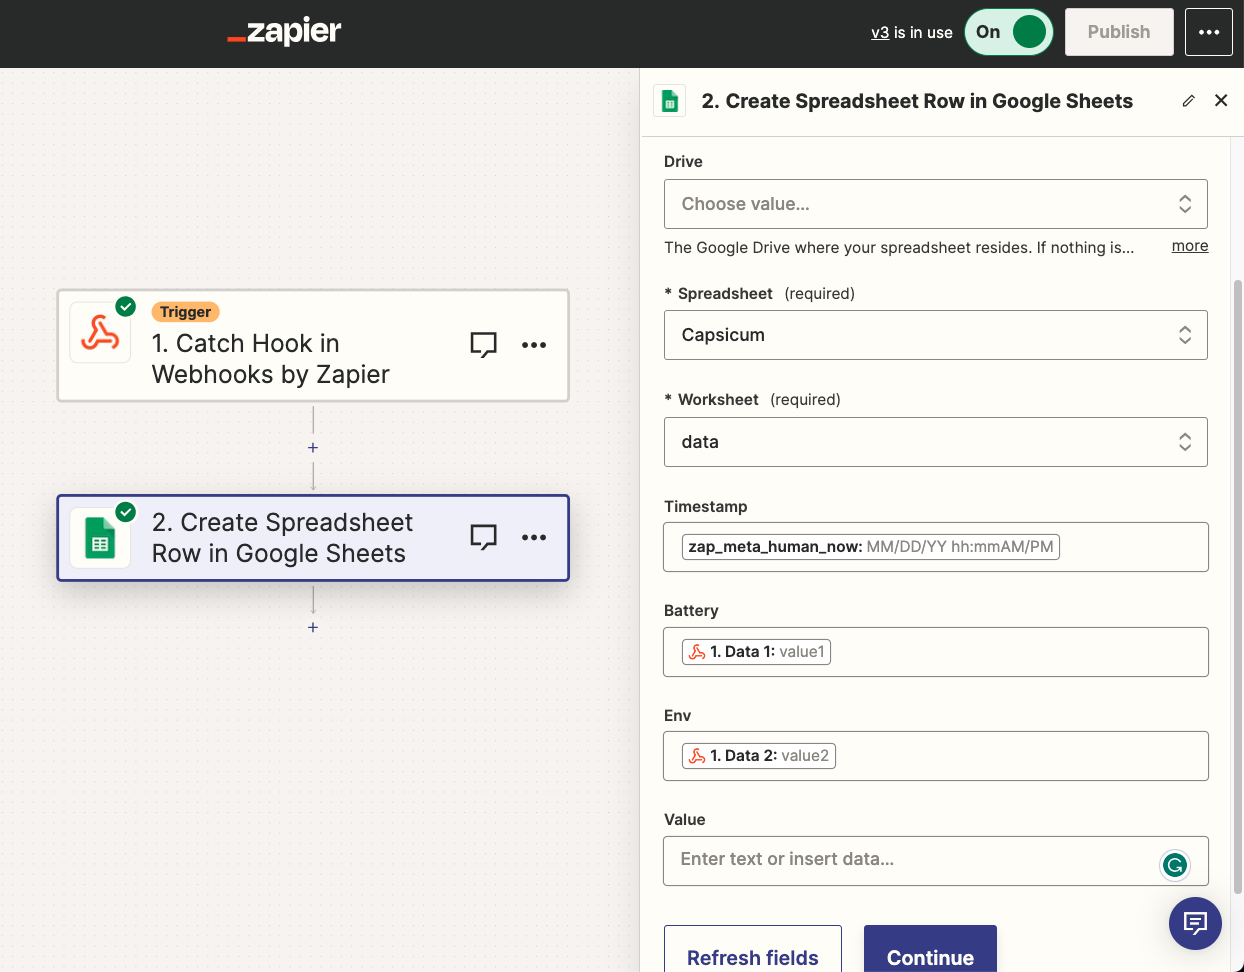 zapier
v3 is in use
On
Publish
2. Create Spreadsheet Row in Google Sheets
Trigger
1. Catch Hook in
Webhooks by Zapier
+
2. Create Spreadsheet
Row in Google Sheets
+
Drive
Choose value...
The Google Drive where your spreadsheet resides. If nothing is... more
* Spreadsheet (required)
Capsicum
* Worksheet (required)
data
Timestamp
zap_meta_human_now: MM/DD/YY hh:mmAM/PM
Battery
1. Data 1: value1
Env
1. Data 2: value2
Value
Enter text or insert data...
Refresh fields
Continue